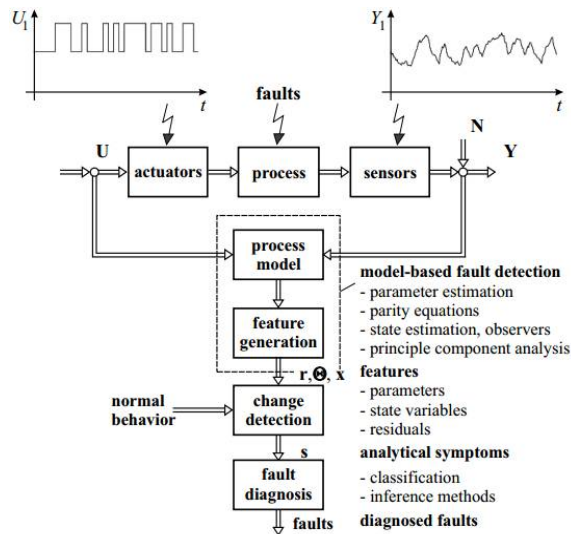 U1
t
Y1
t
faults
N
U
Y
actuators
process
sensors
process
model
feature
generation
model-based fault detection
- parameter estimation
- parity equations
- state estimation, observers
- principle component analysis
r,Θ, x
features
- parameters
- state variables
- residuals
normal
behavior
change
detection
s
analytical symptoms
fault
diagnosis
- classification
- inference methods
faults
diagnosed faults